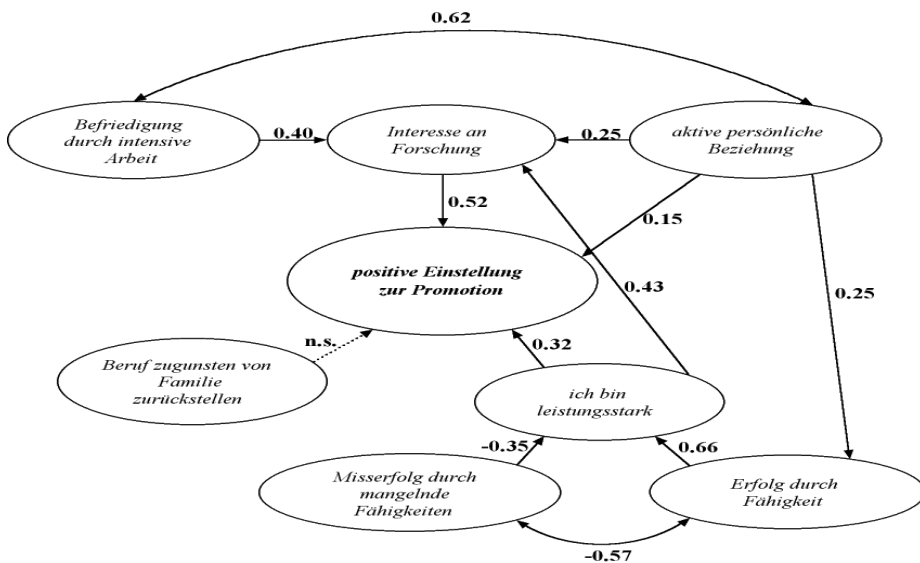 0.62
Befriedigung
durch intensive
Arbeit
0.40
Interesse an
Forschung
0.25
aktive persönliche
Beziehung
0.52
0.15
positive Einstellung
zur Promotion
0.43
0.25
n.s.
Beruf zugunsten von
Familie
zurückstellen
0.32
ich bin
leistungsstark
-0.35
0.66
Misserfolg durch
mangelnde
Fähigkeiten
Erfolg durch
Fähigkeit
-0.57